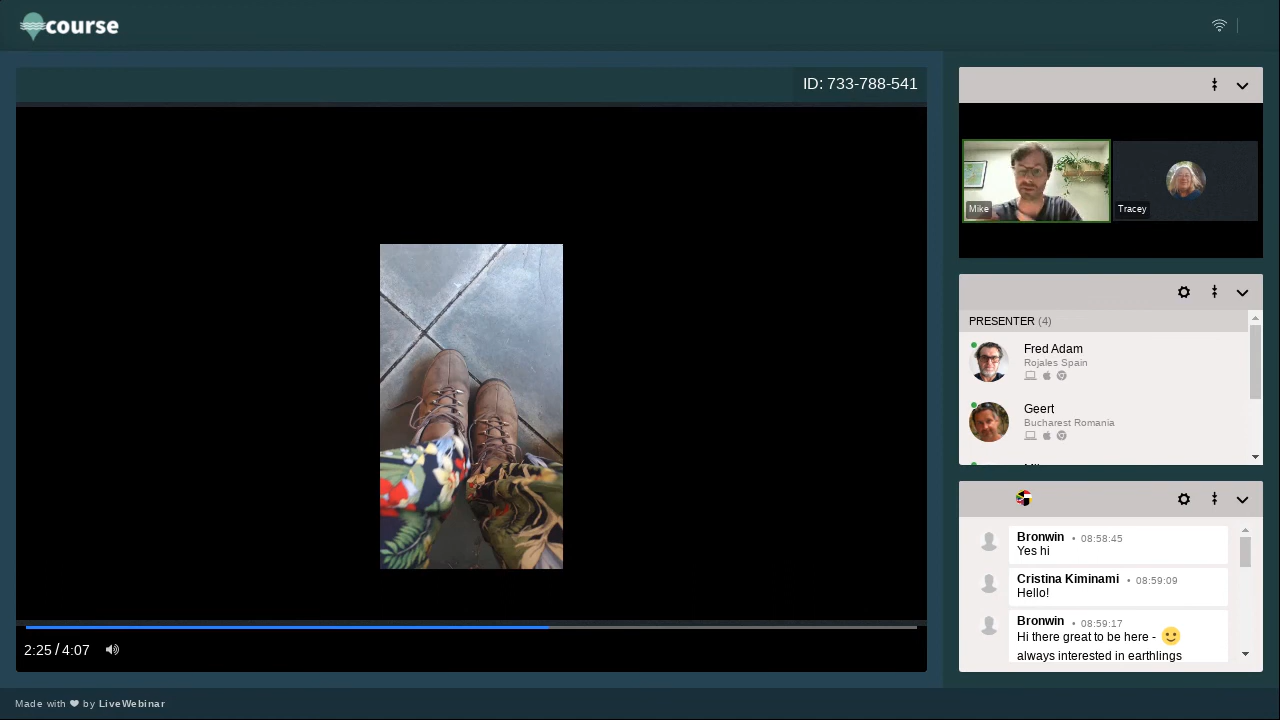 course
ID: 733-788-541
Mike
Tracey
PRESENTER (4)
Fred Adam
Rojales Spain
Geert
Bucharest Romania
Bronwin • 08:58:45
Yes hi
Cristina Kiminami • 08:59:09
Hello!
Bronwin • 08:59:17
Hi there great to be here - 🙂
always interested in earthlings
2:25 / 4:07
Made with ❤ by LiveWebinar